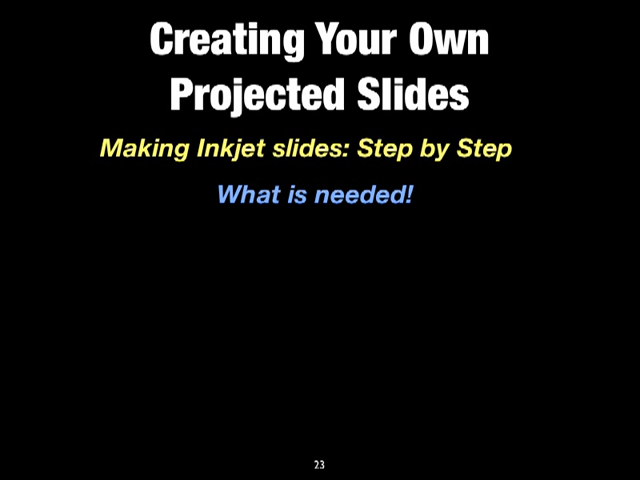 Creating Your Own
Projected Slides
Making Inkjet slides: Step by Step
What is needed!
23